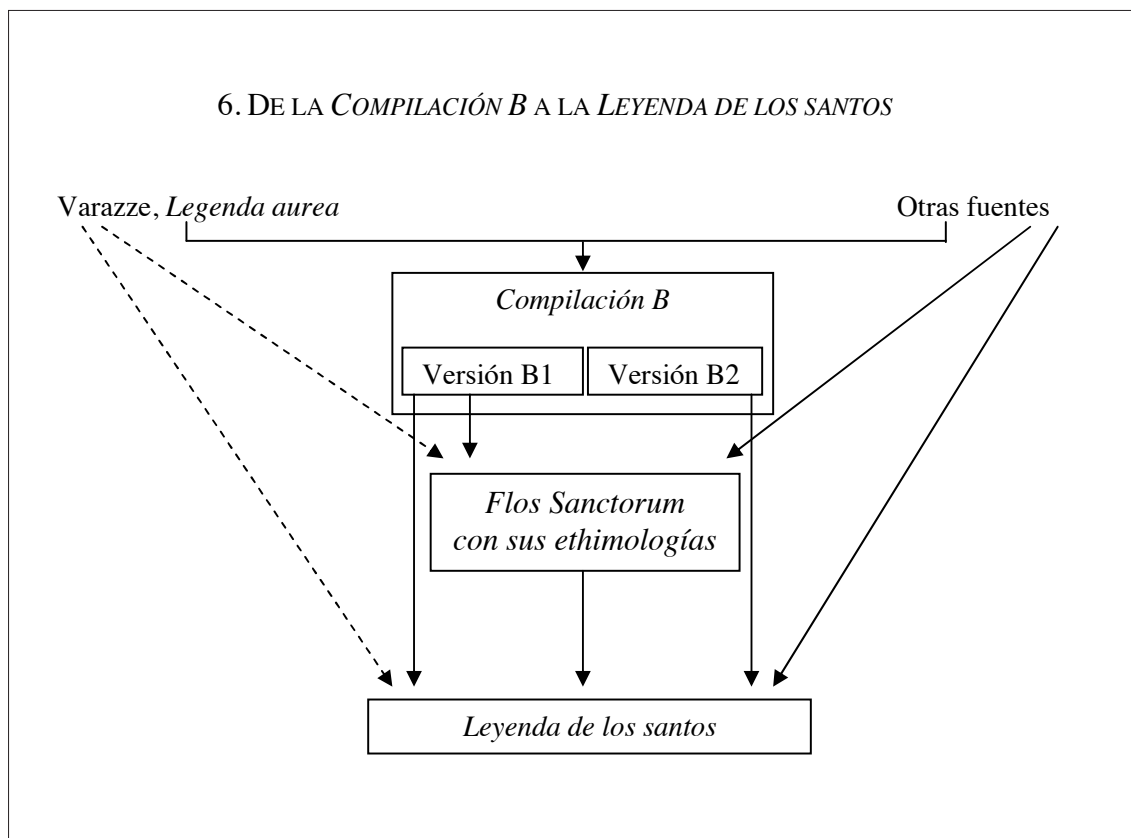 6. DE LA COMPILACIÓN B A LA LEYENDA DE LOS SANTOS
Varazze, Legenda aurea
Otras fuentes
Compilación B
Versión B1
Versión B2
Flos Sanctorum
con sus ethimologías
Leyenda de los santos